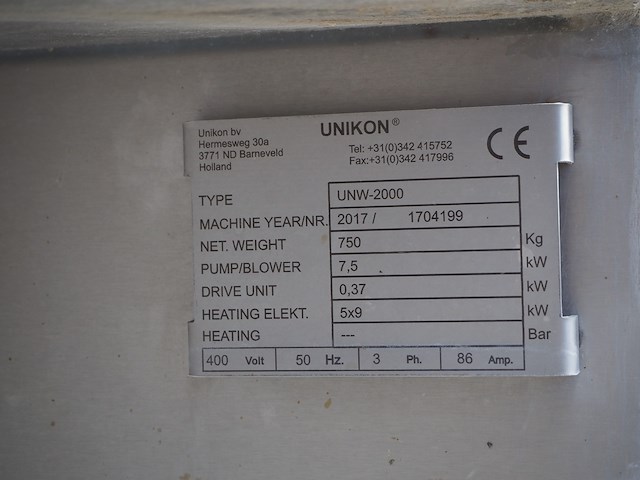 Unikon bv
Hermesweg 30a
3771 ND Barneveld
Holland
UNIKON®
Tel: +31(0)342 415752
Fax:+31(0)342 417996
CE
TYPE UNW-2000
MACHINE YEAR/NR. 2017 / 1704199
NET. WEIGHT 750 Kg
PUMP/BLOWER 7,5 kW
DRIVE UNIT 0,37 kW
HEATING ELEKT. 5x9 kW
HEATING --- Bar
400 Volt 50 Hz. 3 Ph. 86 Amp.